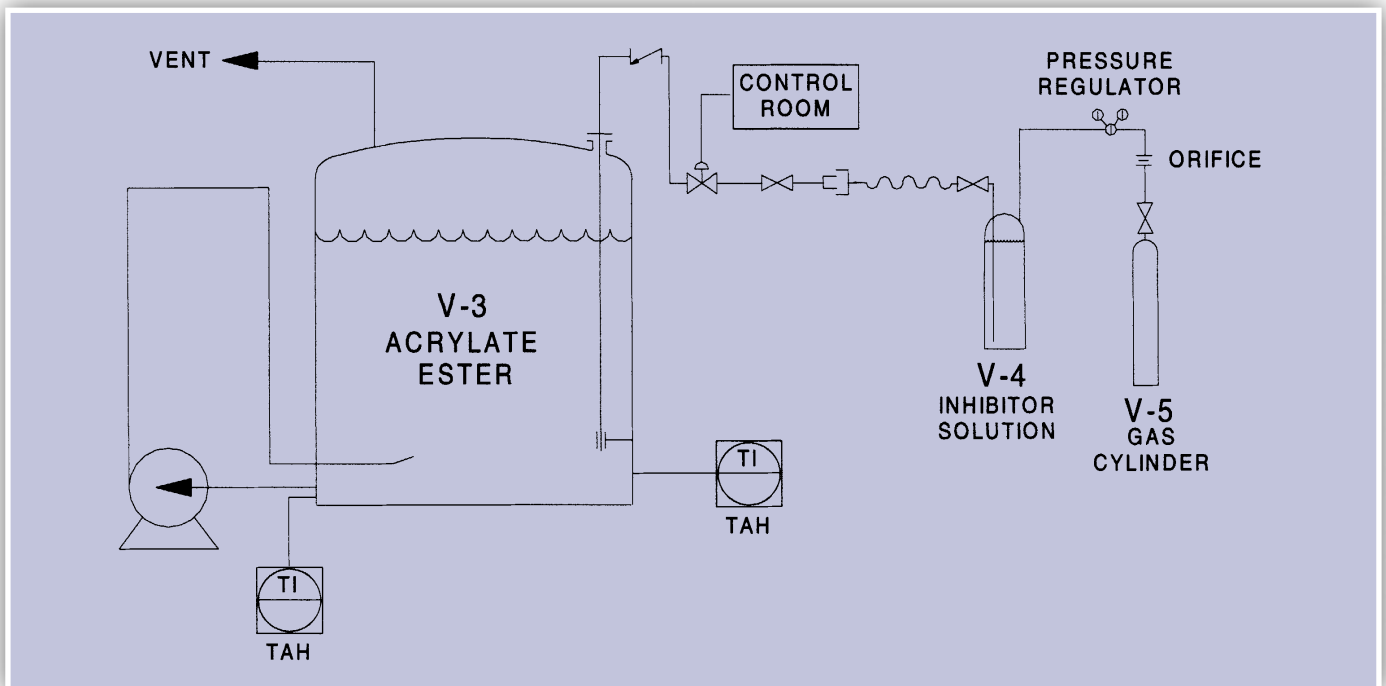 VENT
CONTROL
ROOM
PRESSURE
REGULATOR
ORIFICE
V-3
ACRYLATE
ESTER
V-4
INHIBITOR
SOLUTION
V-5
GAS
CYLINDER
TI
TAH
TI
TAH